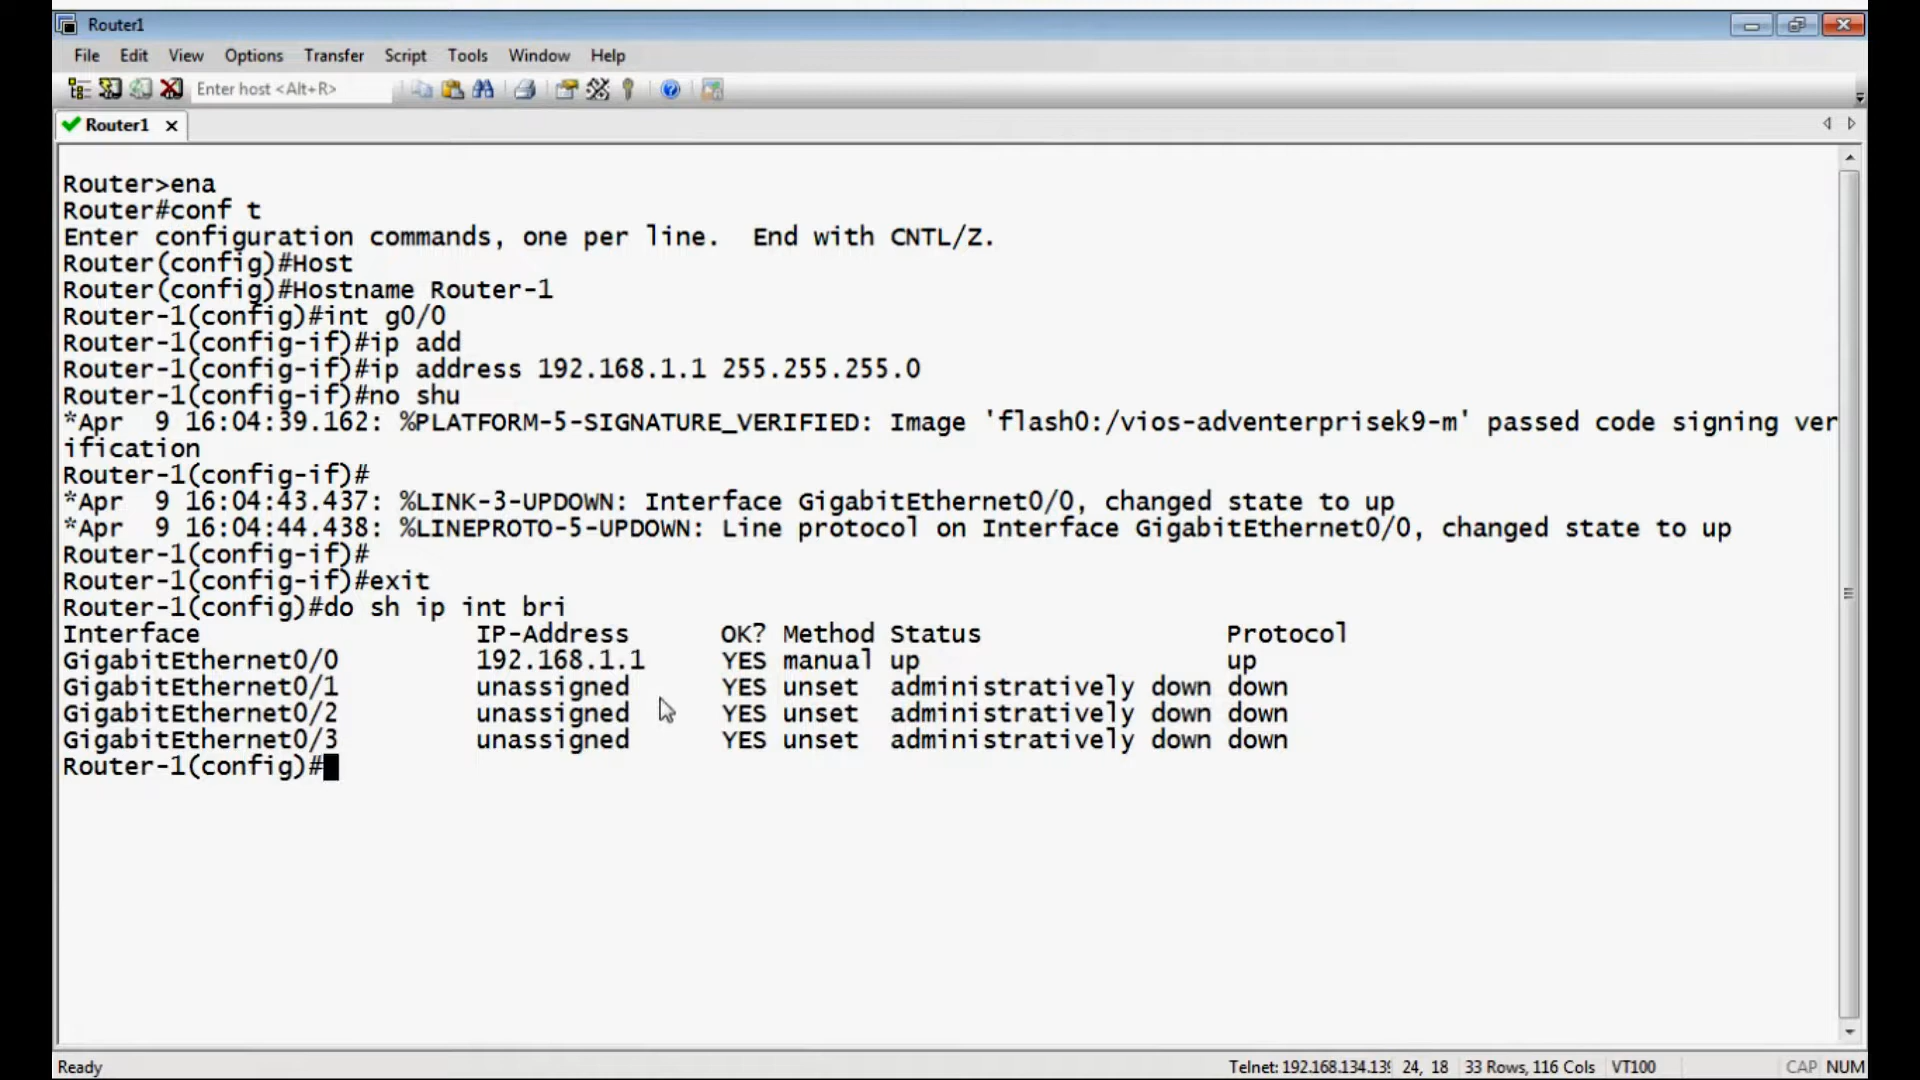 Router1
File Edit View Options Transfer Script Tools Window Help
Enter host <Alt+R>
Router1
Router>ena
Router#conf t
Enter configuration commands, one per line.  End with CNTL/Z.
Router(config)#Host
Router(config)#Hostname Router-1
Router-1(config)#int g0/0
Router-1(config-if)#ip add
Router-1(config-if)#ip address 192.168.1.1 255.255.255.0
Router-1(config-if)#no shu
*Apr  9 16:04:39.162: %PLATFORM-5-SIGNATURE_VERIFIED: Image 'flash0:/vios-adventerprisek9-m' passed code signing ver
ification
Router-1(config-if)#
*Apr  9 16:04:43.437: %LINK-3-UPDOWN: Interface GigabitEthernet0/0, changed state to up
*Apr  9 16:04:44.438: %LINEPROTO-5-UPDOWN: Line protocol on Interface GigabitEthernet0/0, changed state to up
Router-1(config-if)#
Router-1(config-if)#exit
Router-1(config)#do sh ip int bri
Interface                  IP-Address      OK? Method Status                Protocol
GigabitEthernet0/0         192.168.1.1     YES manual up                    up
GigabitEthernet0/1         unassigned      YES unset  administratively down down
GigabitEthernet0/2         unassigned      YES unset  administratively down down
GigabitEthernet0/3         unassigned      YES unset  administratively down down
Router-1(config)#
Ready Telnet: 192.168.134.13 24, 18 33 Rows, 116 Cols VT100 CAP NUM